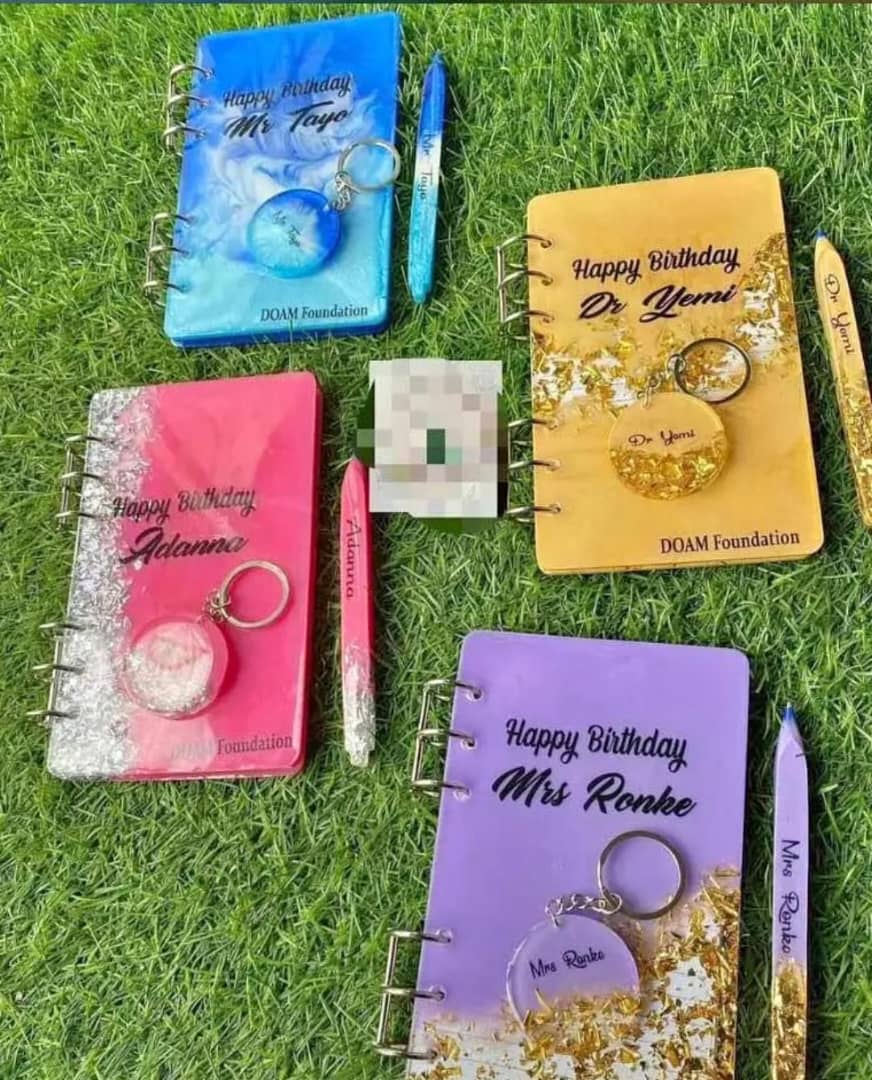 Happy Birthday
Mr Tayo
DOAM Foundation
Mr Tayo
Happy Birthday
Dr Yemi
Dr Yemi
DOAM Foundation
Dr Yemi
Happy Birthday
Adanna
DOAM Foundation
Adanna
Happy Birthday
Mrs Ronke
Mrs Ronke
Mrs Ronke